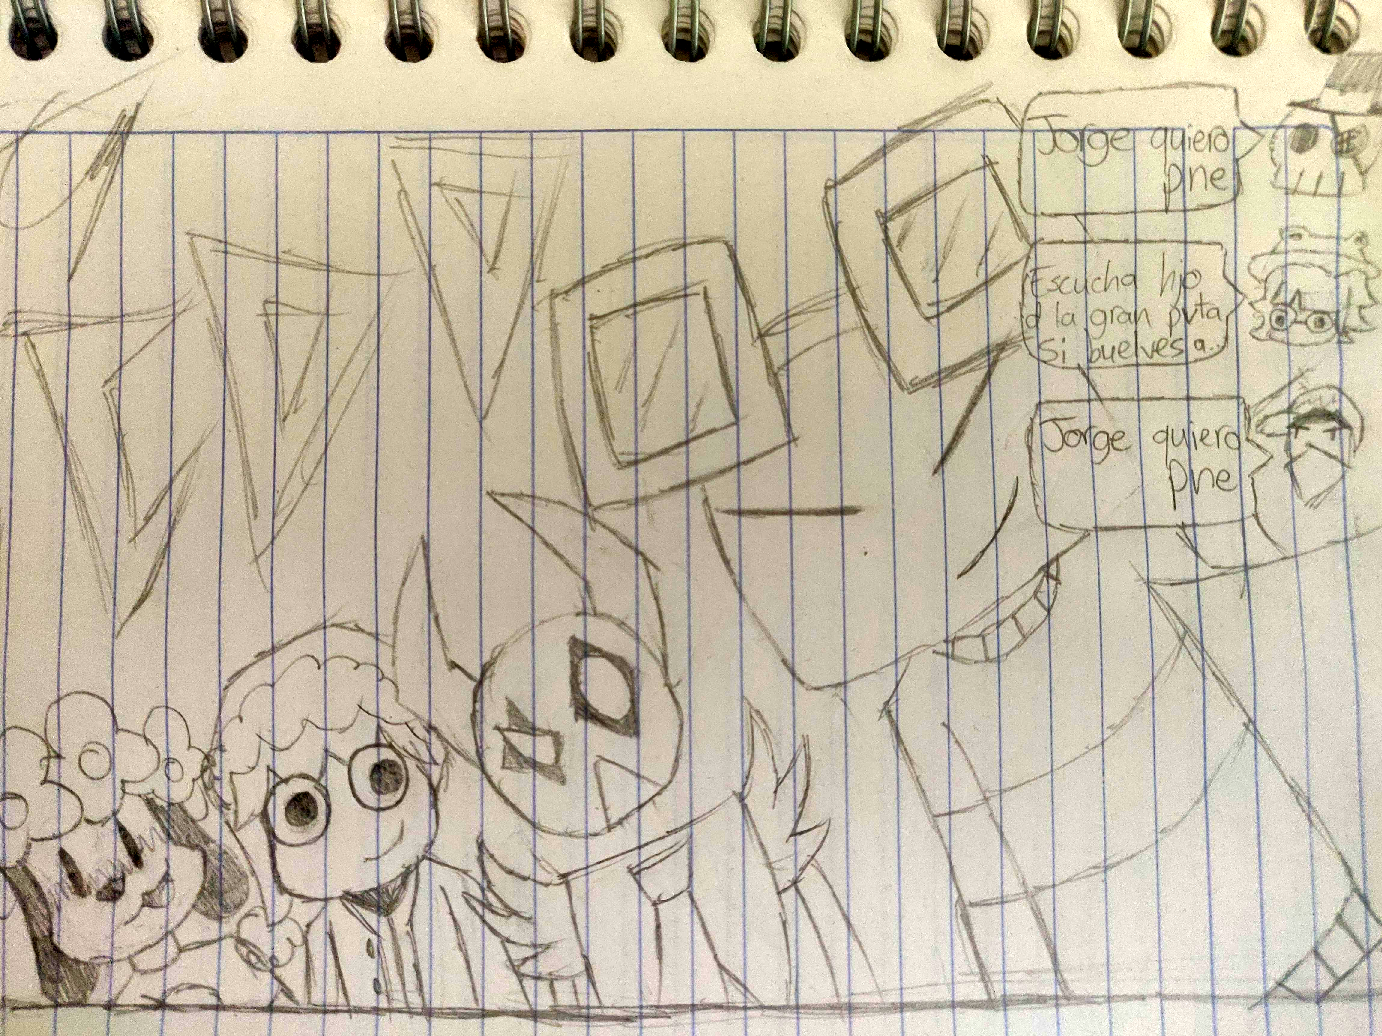 Jorge quiero
pne
Escucha hijo
d la gran puta
Si buelves a..
Jorge quiero
pne